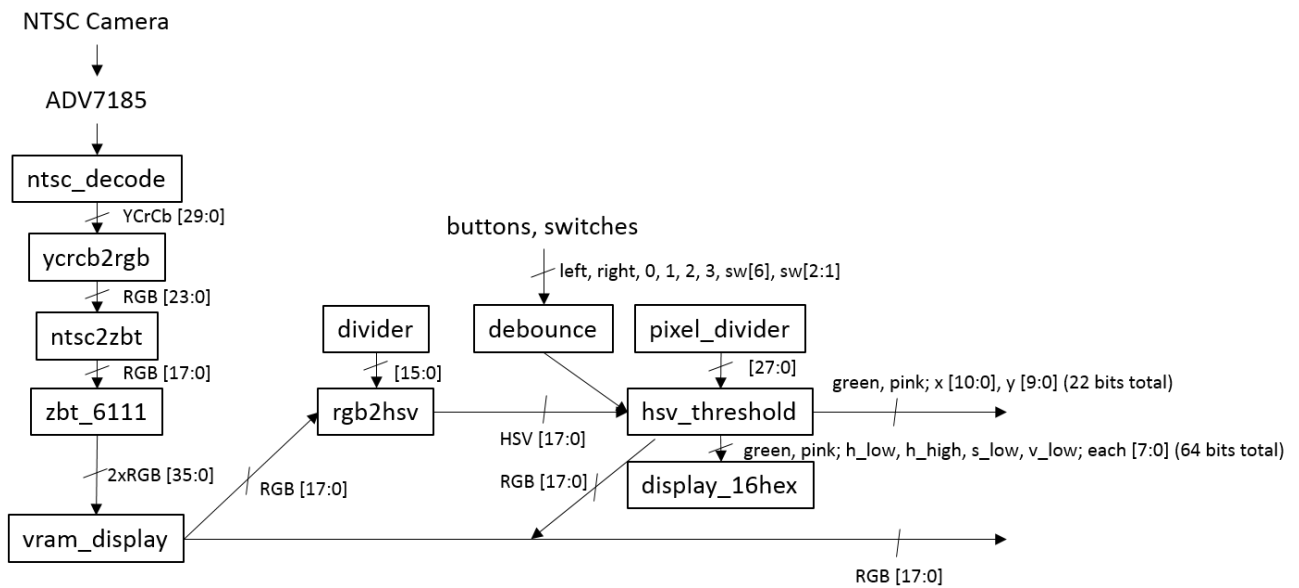 NTSC Camera
ADV7185
ntsc_decode
YCrCb [29:0]
ycrcb2rgb
RGB [23:0]
ntsc2zbt
RGB [17:0]
zbt_6111
2xRGB [35:0]
vram_display
RGB [17:0]
divider
[15:0]
rgb2hsv
HSV [17:0]
buttons, switches
left, right, 0, 1, 2, 3, sw[6], sw[2:1]
debounce
pixel_divider
[27:0]
hsv_threshold
green, pink; x [10:0], y [9:0] (22 bits total)
green, pink; h_low, h_high, s_low, v_low; each [7:0] (64 bits total)
RGB [17:0]
display_16hex
RGB [17:0]